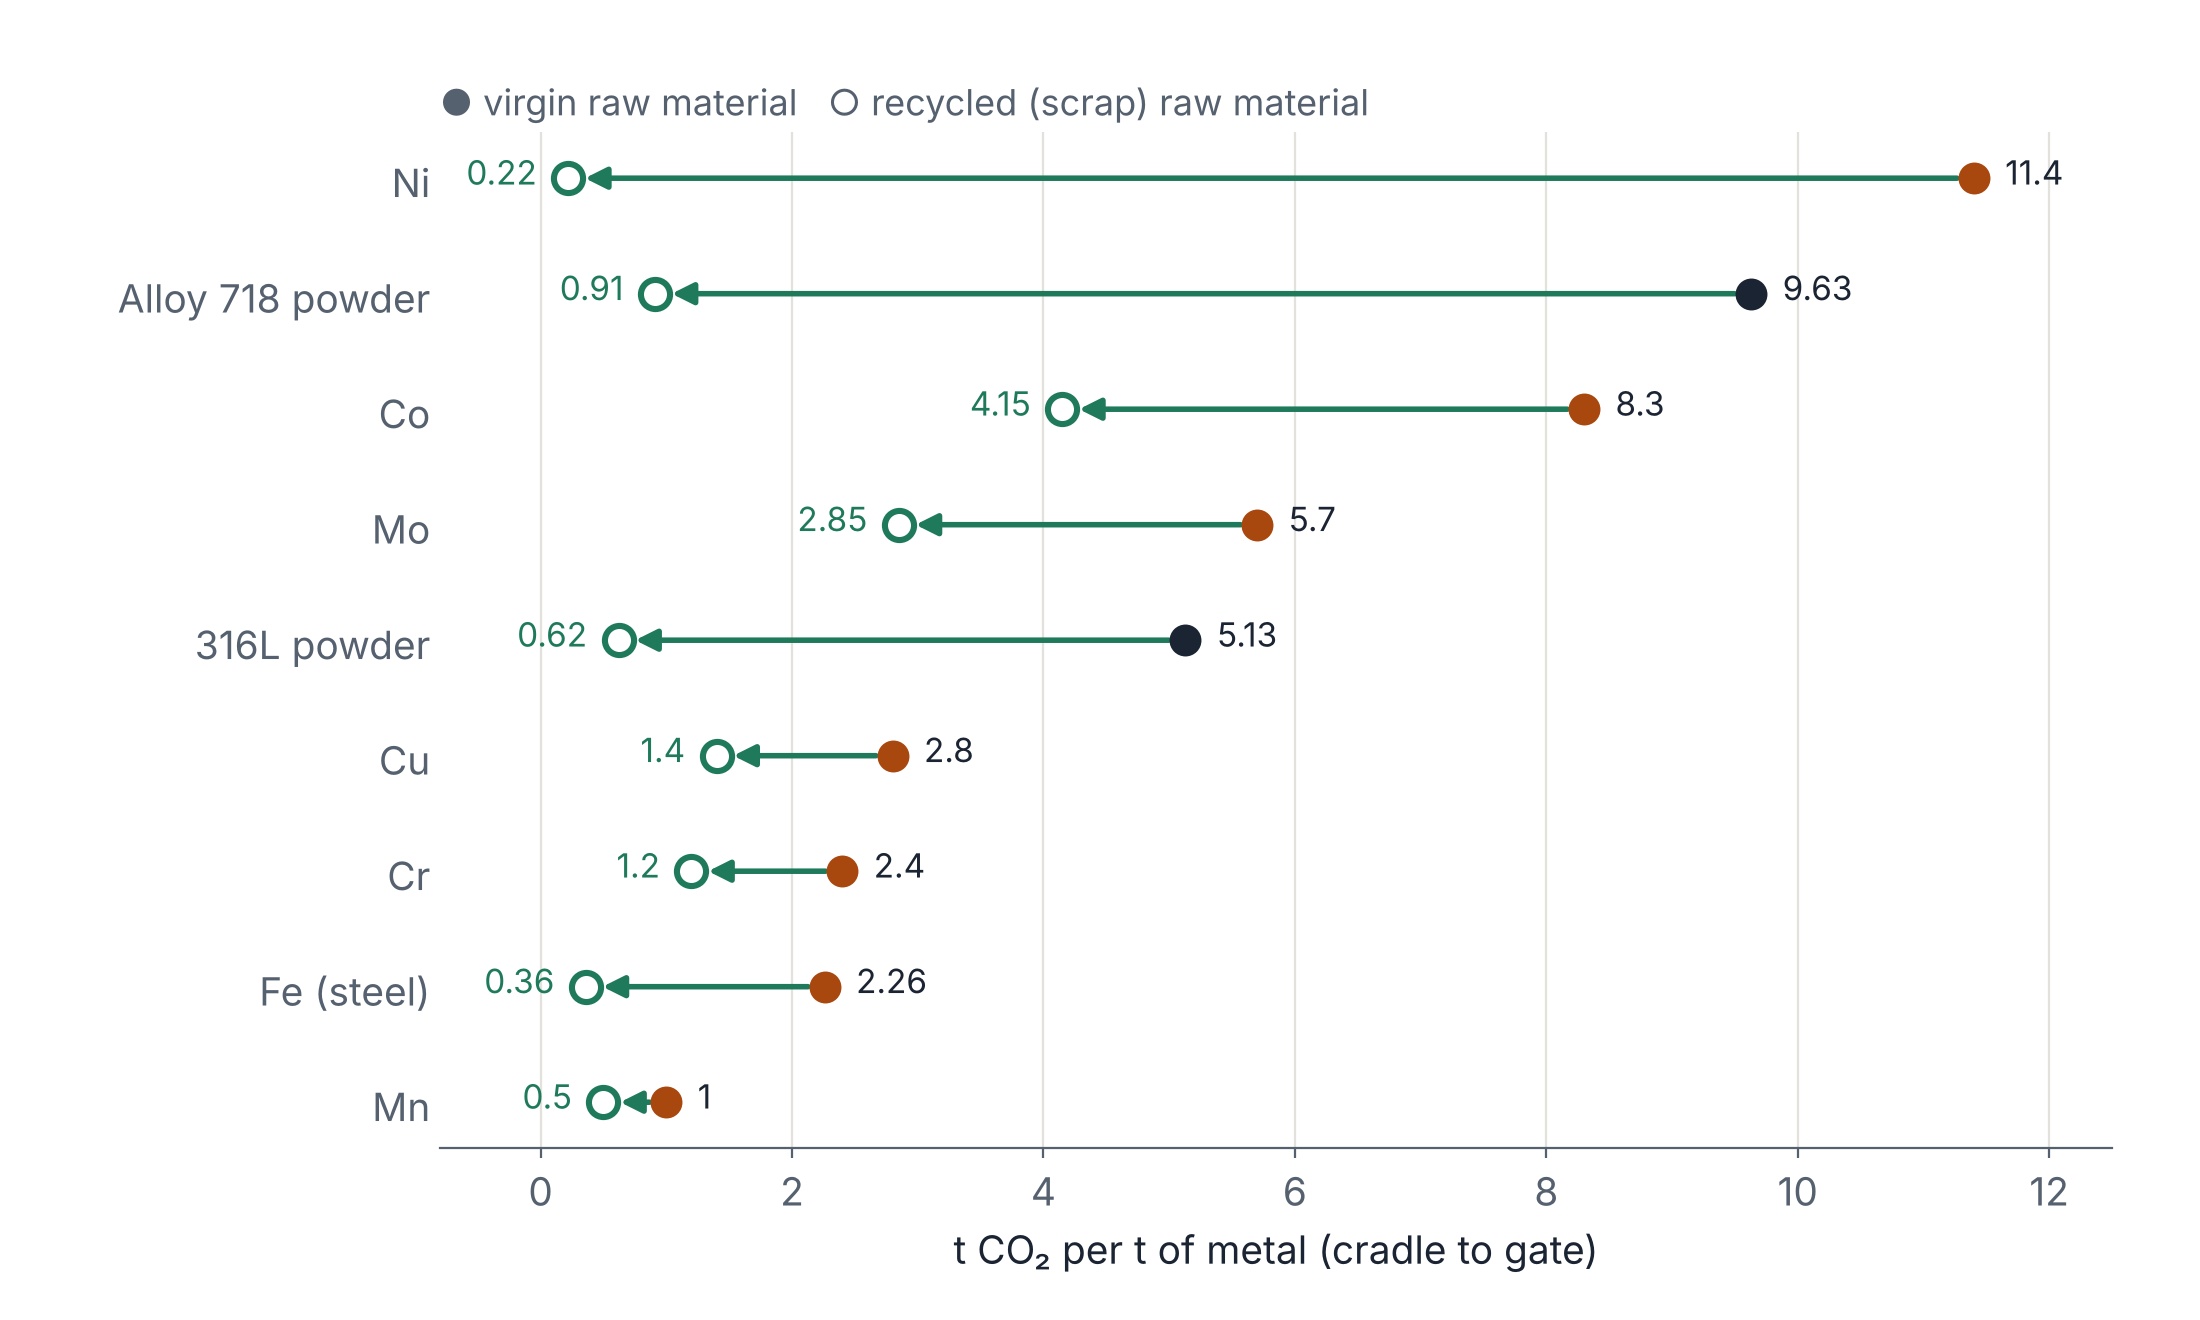 virgin raw material recycled (scrap) raw material
Ni 0.22 11.4
Alloy 718 powder 0.91 9.63
Co 4.15 8.3
Mo 2.85 5.7
316L powder 0.62 5.13
Cu 1.4 2.8
Cr 1.2 2.4
Fe (steel) 0.36 2.26
Mn 0.5 1
0 2 4 6 8 10 12
t CO₂ per t of metal (cradle to gate)